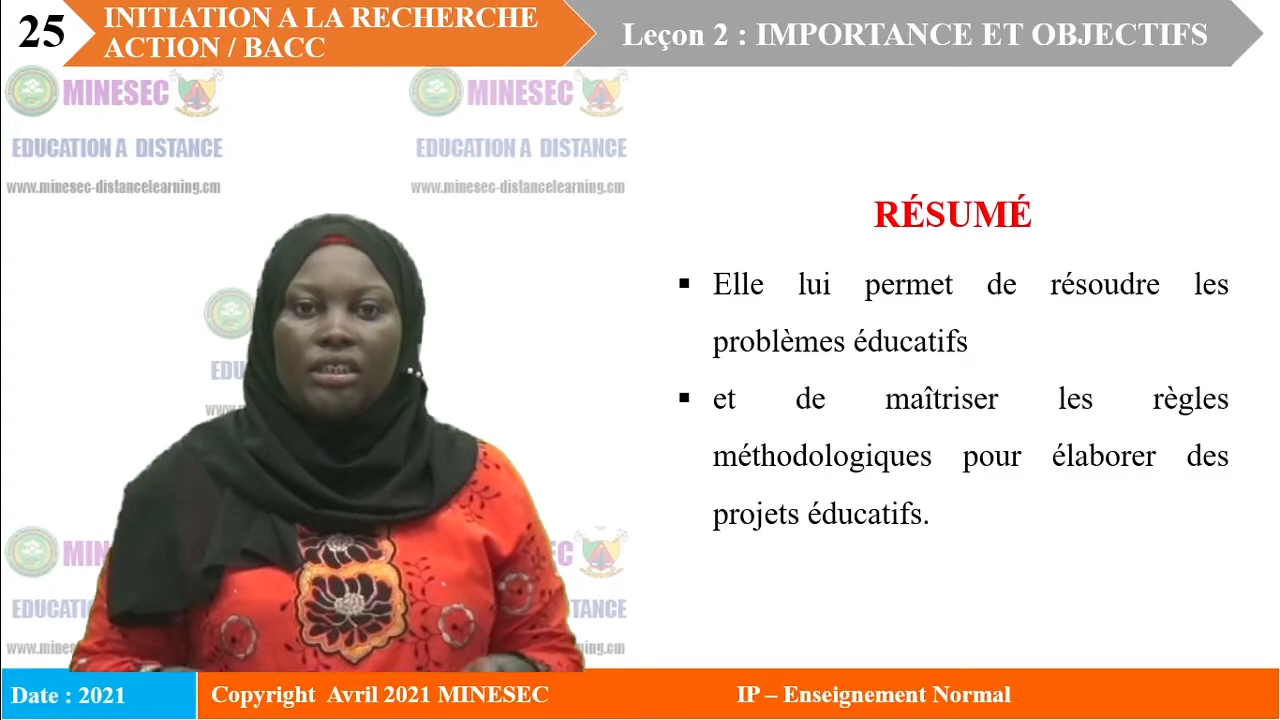 25
INITIATION A LA RECHERCHE
ACTION / BACC
Leçon 2 : IMPORTANCE ET OBJECTIFS
MINESEC
EDUCATION A DISTANCE
www.minesec-distancelearning.cm
MINESEC
EDUCATION A DISTANCE
www.minesec-distancelearning.cm
RÉSUMÉ
▪ Elle lui permet de résoudre les
problèmes éducatifs
▪ et de maîtriser les règles
méthodologiques pour élaborer des
projets éducatifs.
Date : 2021
Copyright Avril 2021 MINESEC
IP – Enseignement Normal